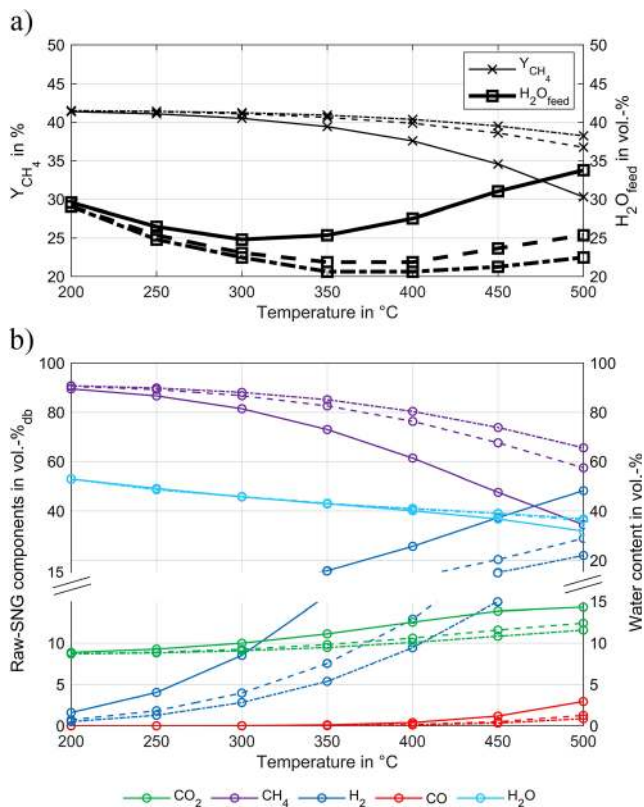 a)
50
45
40
35
30
25
20
Y_CH4 in %
Y_CH4
H2O_feed
50
45
40
35
30
25
20
H2O_feed in vol.-%
200 250 300 350 400 450 500
Temperature in °C
b)
100
80
60
40
15
10
5
0
Raw-SNG components in vol.-%_db
100
80
60
40
20
15
10
5
0
Water content in vol.-%
200 250 300 350 400 450 500
Temperature in °C
CO2 CH4 H2 CO H2O